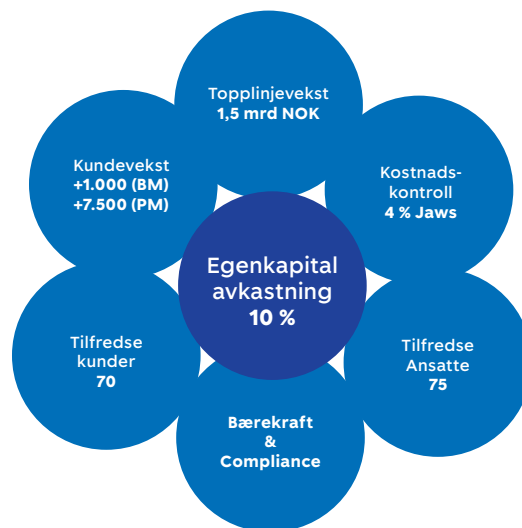 Topplinjevekst
1,5 mrd NOK
Kundevekst
+1.000 (BM)
+7.500 (PM)
Kostnads-
kontroll
4 % Jaws
Egenkapital
avkastning
10 %
Tilfredse
kunder
70
Tilfredse
Ansatte
75
Bærekraft
&
Compliance